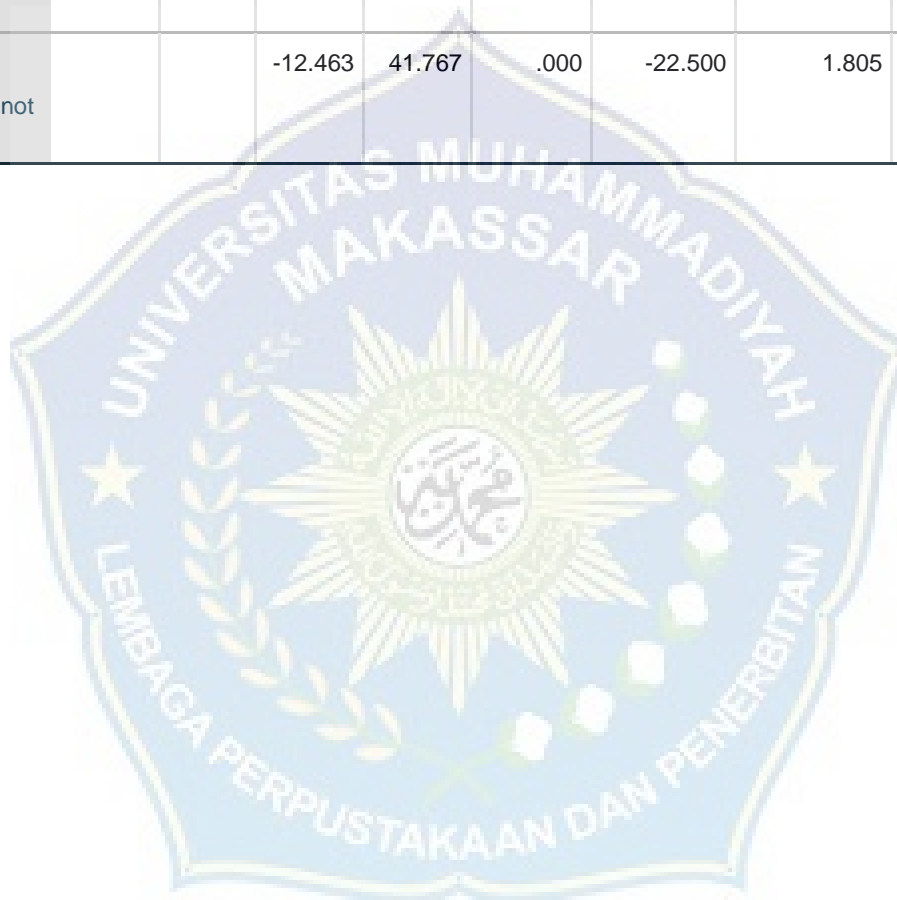 -12.463 41.767 .000 -22.500 1.805
not
UNIVERSITAS MUHAMMADIYAH
MAKASSAR
LEMBAGA PERPUSTAKAAN DAN PENERBITAN